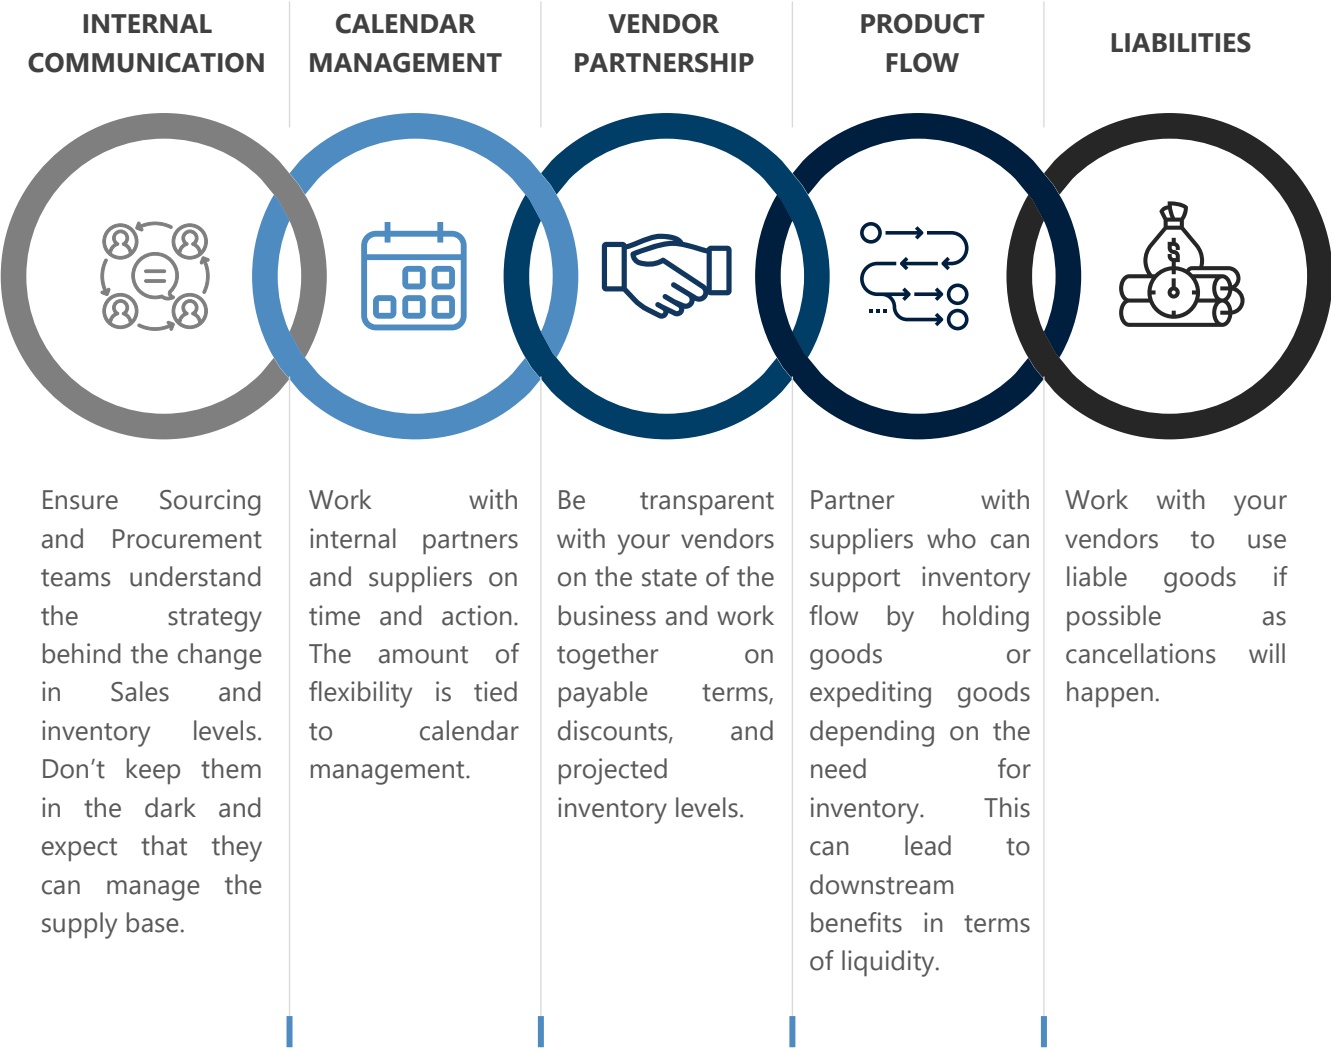 INTERNAL
COMMUNICATION
CALENDAR
MANAGEMENT
VENDOR
PARTNERSHIP
PRODUCT
FLOW
LIABILITIES
$
Ensure Sourcing
and Procurement
teams understand
the strategy
behind the change
in Sales and
inventory levels.
Don’t keep them
in the dark and
expect that they
can manage the
supply base.
Work with
internal partners
and suppliers on
time and action.
The amount of
flexibility is tied
to calendar
management.
Be transparent
with your vendors
on the state of the
business and work
together on
payable terms,
discounts, and
projected
inventory levels.
Partner with
suppliers who can
support inventory
flow by holding
goods or
expediting goods
depending on the
need for
inventory. This
can lead to
downstream
benefits in terms
of liquidity.
Work with your
vendors to use
liable goods if
possible as
cancellations will
happen.